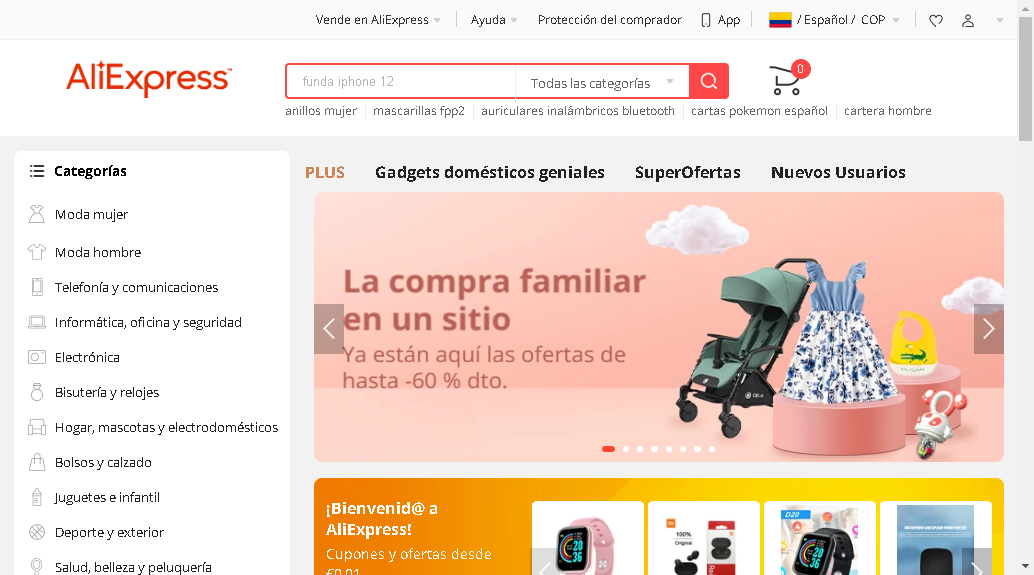 Vende en AliExpress
Ayuda
Protección del comprador
App
/ Español / COP
AliExpress
funda iphone 12
Todas las categorías
0
anillos mujer
mascarillas fpp2
auriculares inalámbricos bluetooth
cartas pokemon español
cartera hombre
Categorías
Moda mujer
Moda hombre
Telefonía y comunicaciones
Informática, oficina y seguridad
Electrónica
Bisutería y relojes
Hogar, mascotas y electrodomésticos
Bolsos y calzado
Juguetes e infantil
Deporte y exterior
Salud, belleza y peluquería
PLUS
Gadgets domésticos geniales
SuperOfertas
Nuevos Usuarios
La compra familiar
en un sitio
Ya están aquí las ofertas de
hasta -60 % dto.
¡Bienvenid@ a
AliExpress!
Cupones y ofertas desde
€0,01
100%
Original
D20